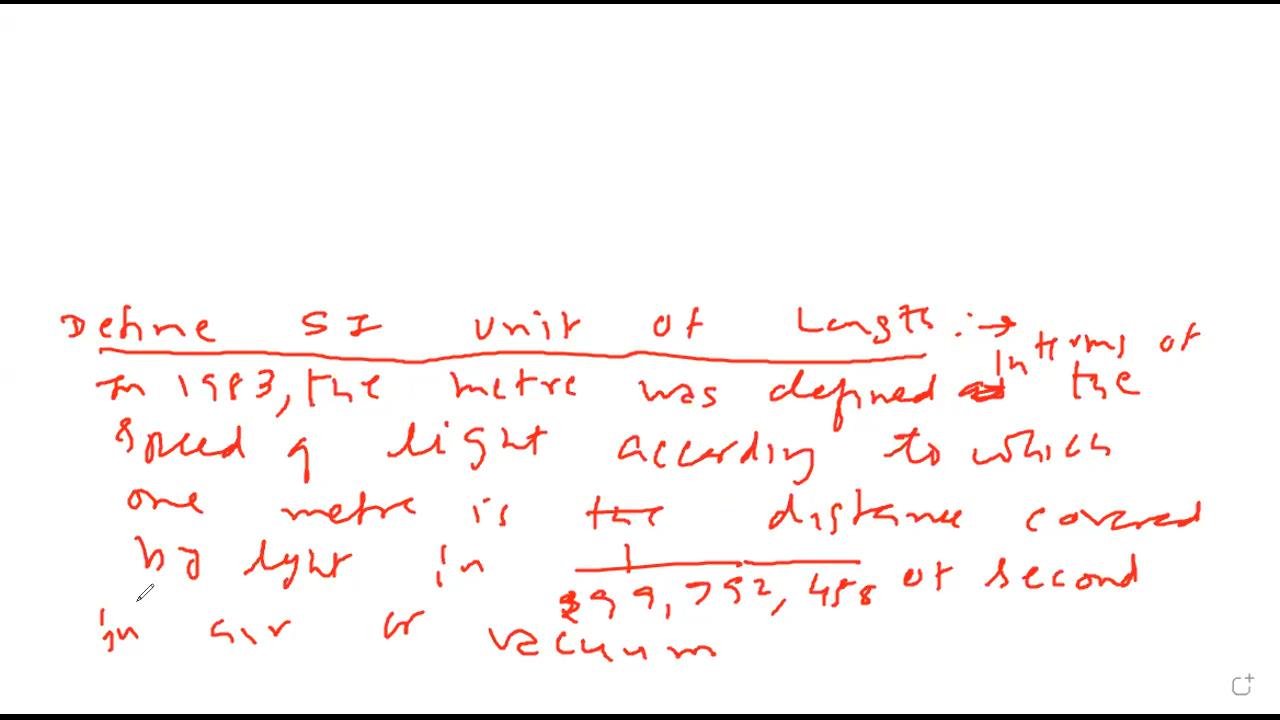 Define SI unit of Length :→
In 1983, the metre was defined in terms of the
speed of light according to which
one metre is the distance covered
by light in 1/299,792,458 of second
in air or vacuum